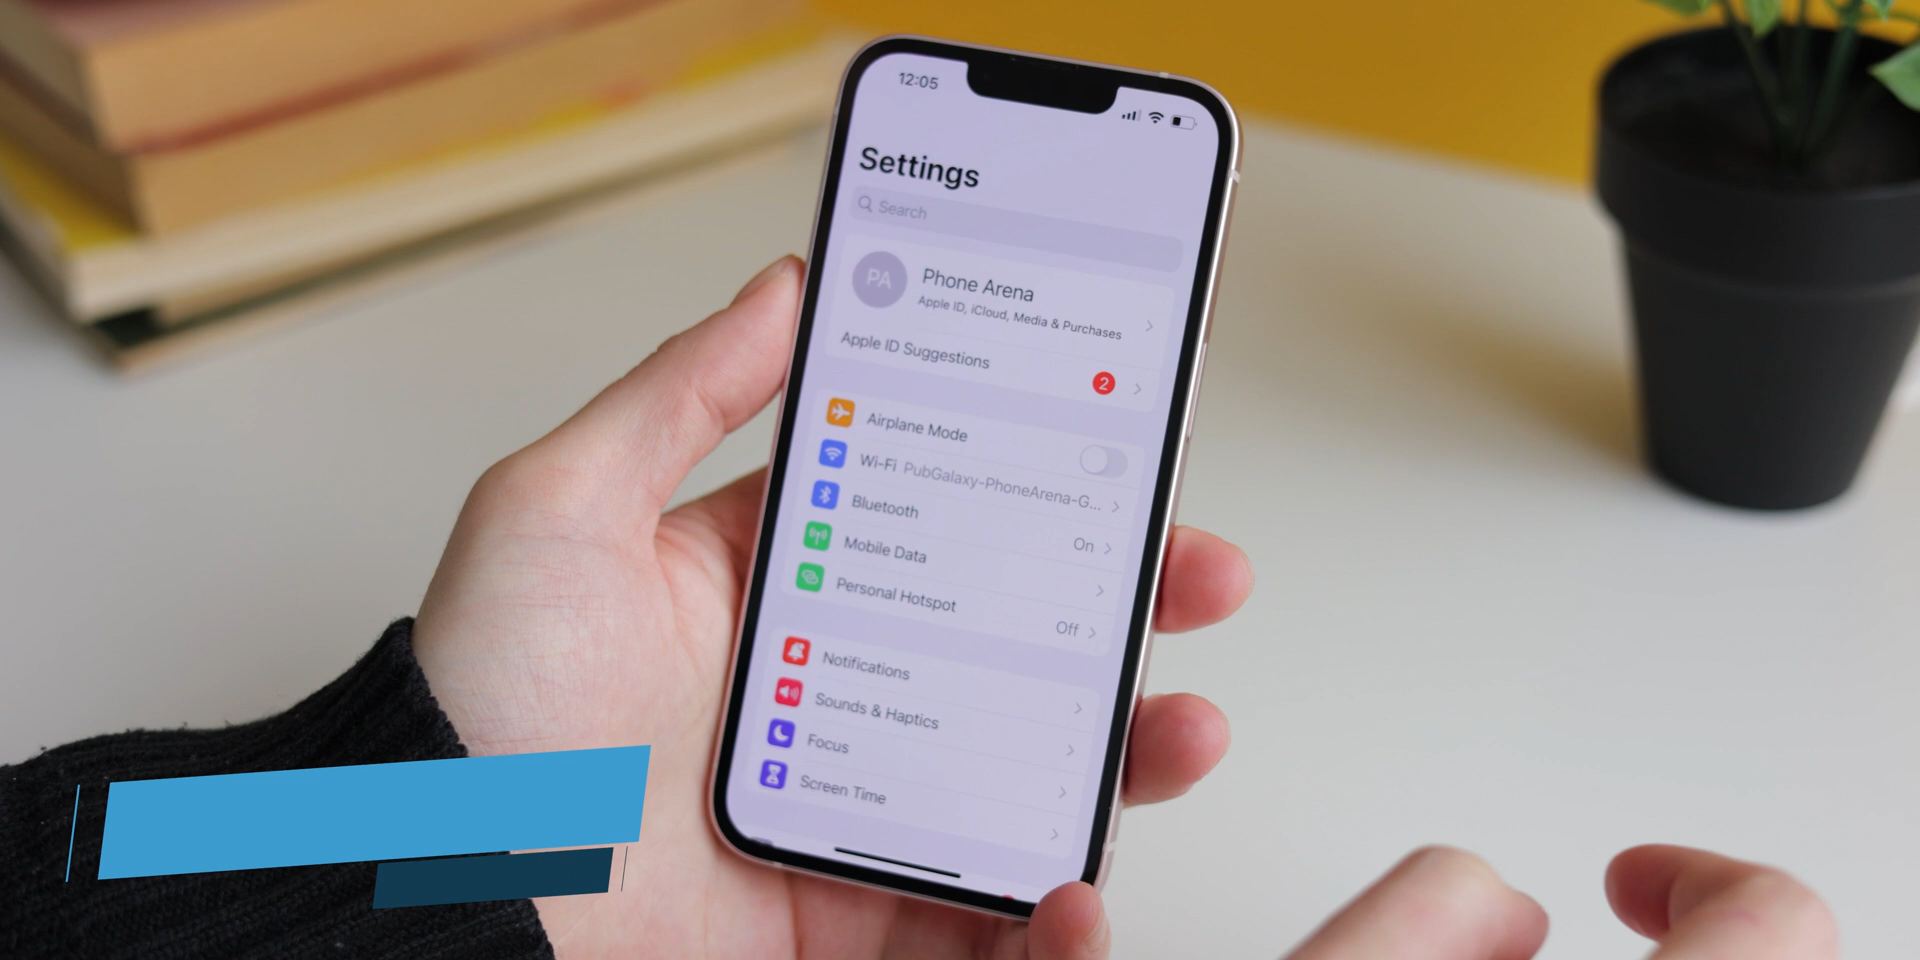 12:05
Settings
Search
PA
Phone Arena
Apple ID, iCloud, Media & Purchases
Apple ID Suggestions
2
Airplane Mode
Wi-Fi PubGalaxy-PhoneArena-G...
Bluetooth On
Mobile Data
Personal Hotspot Off
Notifications
Sounds & Haptics
Focus
Screen Time